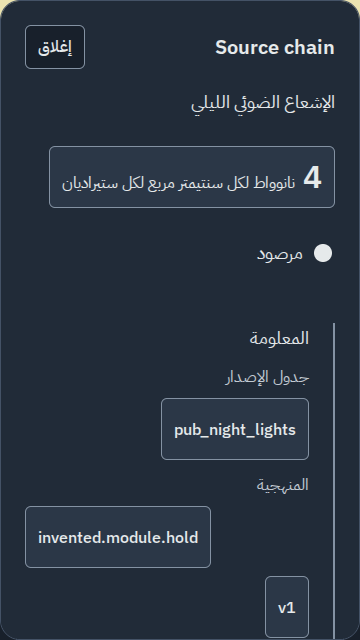 Source chain
إغلاق
الإشعاع الضوئي الليلي
4 نانوواط لكل سنتيمتر مربع لكل ستيراديان
مرصود
المعلومة
جدول الإصدار
pub_night_lights
المنهجية
invented.module.hold
v1